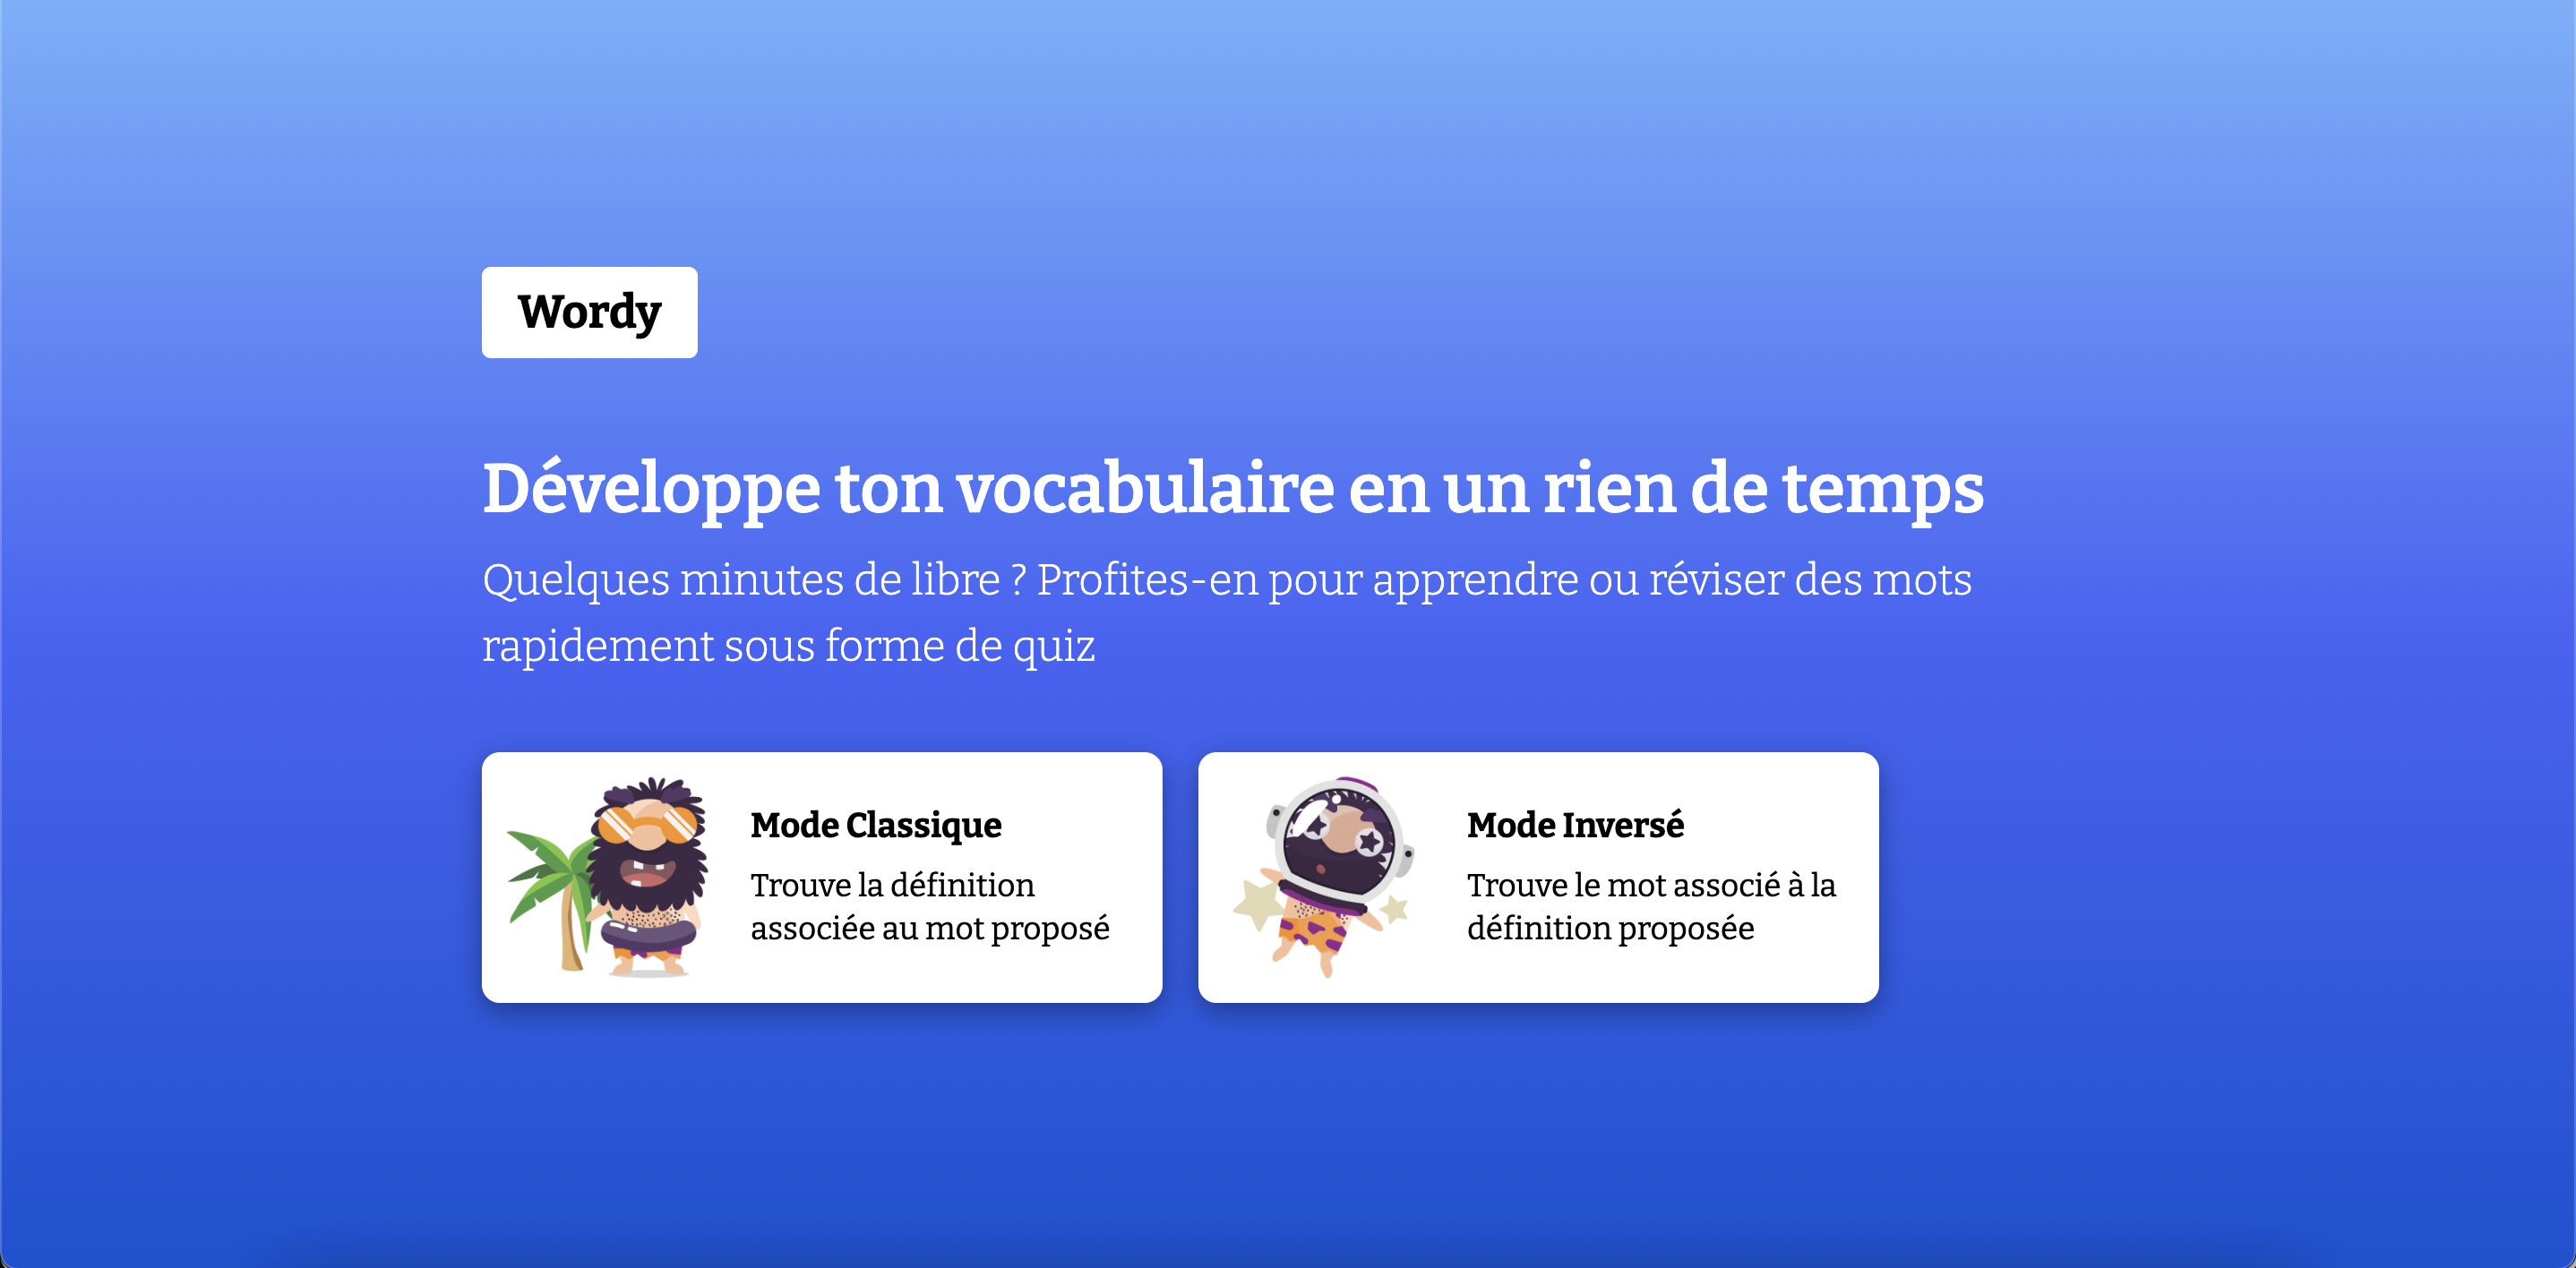 Wordy
Développe ton vocabulaire en un rien de temps
Quelques minutes de libre ? Profites-en pour apprendre ou réviser des mots
rapidement sous forme de quiz
Mode Classique
Trouve la définition
associée au mot proposé
Mode Inversé
Trouve le mot associé à la
définition proposée